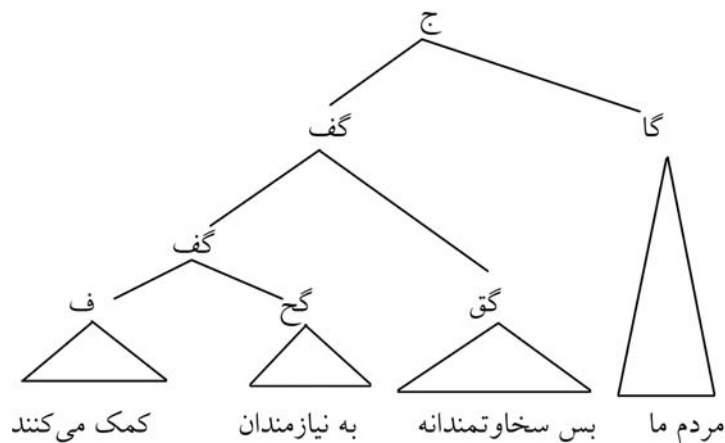 ج
گا
گف
گف
گق
گح
ف
مردم ما
بس سخاوتمندانه
به نیازمندان
کمک می‌کنند